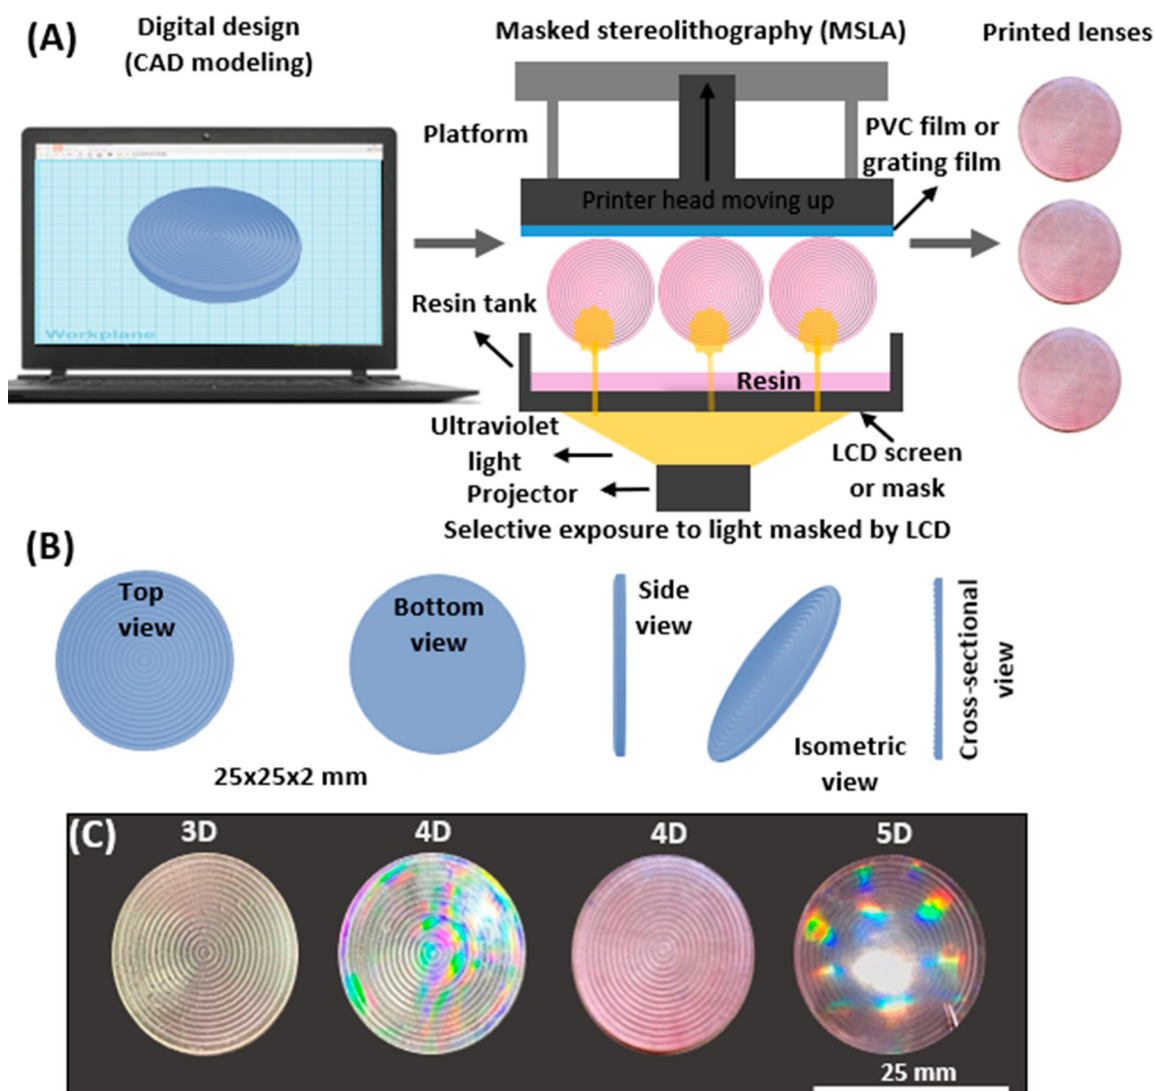 (A)
Digital design
(CAD modeling)
Workplane
Masked stereolithography (MSLA)
Platform
Printer head moving up
PVC film or
grating film
Resin tank
Resin
Ultraviolet
light
Projector
LCD screen
or mask
Selective exposure to light masked by LCD
Printed lenses
(B)
Top
view
Bottom
view
25x25x2 mm
Side
view
Isometric
view
Cross-sectional
view
(C)
3D
4D
4D
5D
25 mm